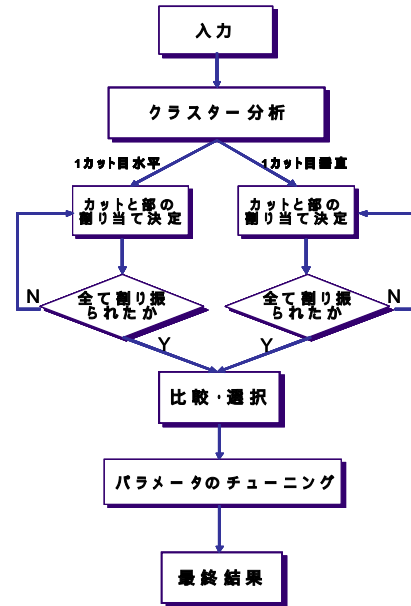 入力
クラスター分析
1カット目水平
1カット目垂直
カットと部の
割り当て決定
カットと部の
割り当て決定
全て割り振
られたか
全て割り振
られたか
N
N
Y
Y
比較・選択
パラメータのチューニング
最終結果